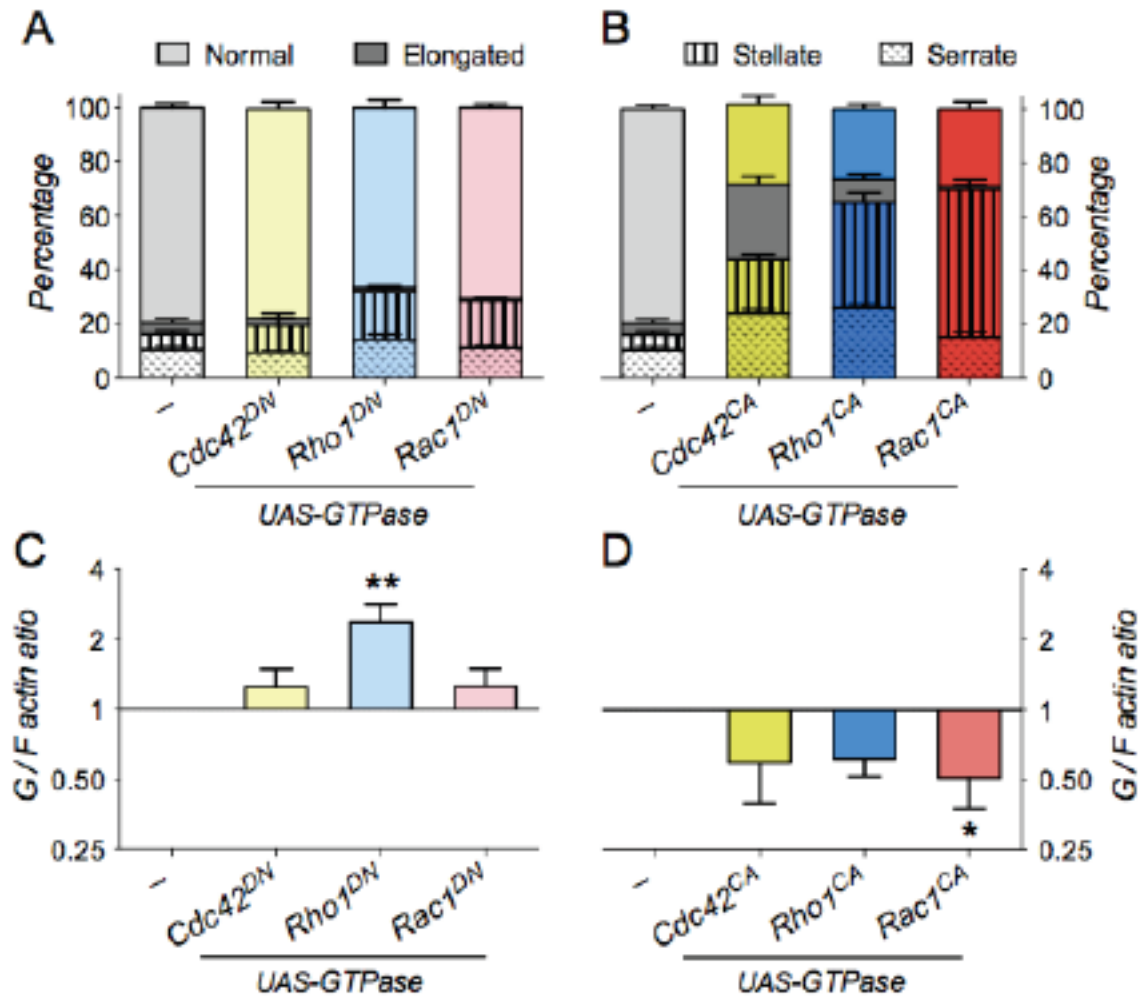 A
B
Normal
Elongated
Stellate
Serrate
100
80
60
40
20
0
Percentage
100
80
60
40
20
0
Percentage
–
Cdc42DN
Rho1DN
Rac1DN
UAS-GTPase
–
Cdc42CA
Rho1CA
Rac1CA
UAS-GTPase
C
D
4
2
1
0.50
0.25
G / F actin atio
**
4
2
1
0.50
0.25
G / F actin atio
*
–
Cdc42DN
Rho1DN
Rac1DN
UAS-GTPase
–
Cdc42CA
Rho1CA
Rac1CA
UAS-GTPase